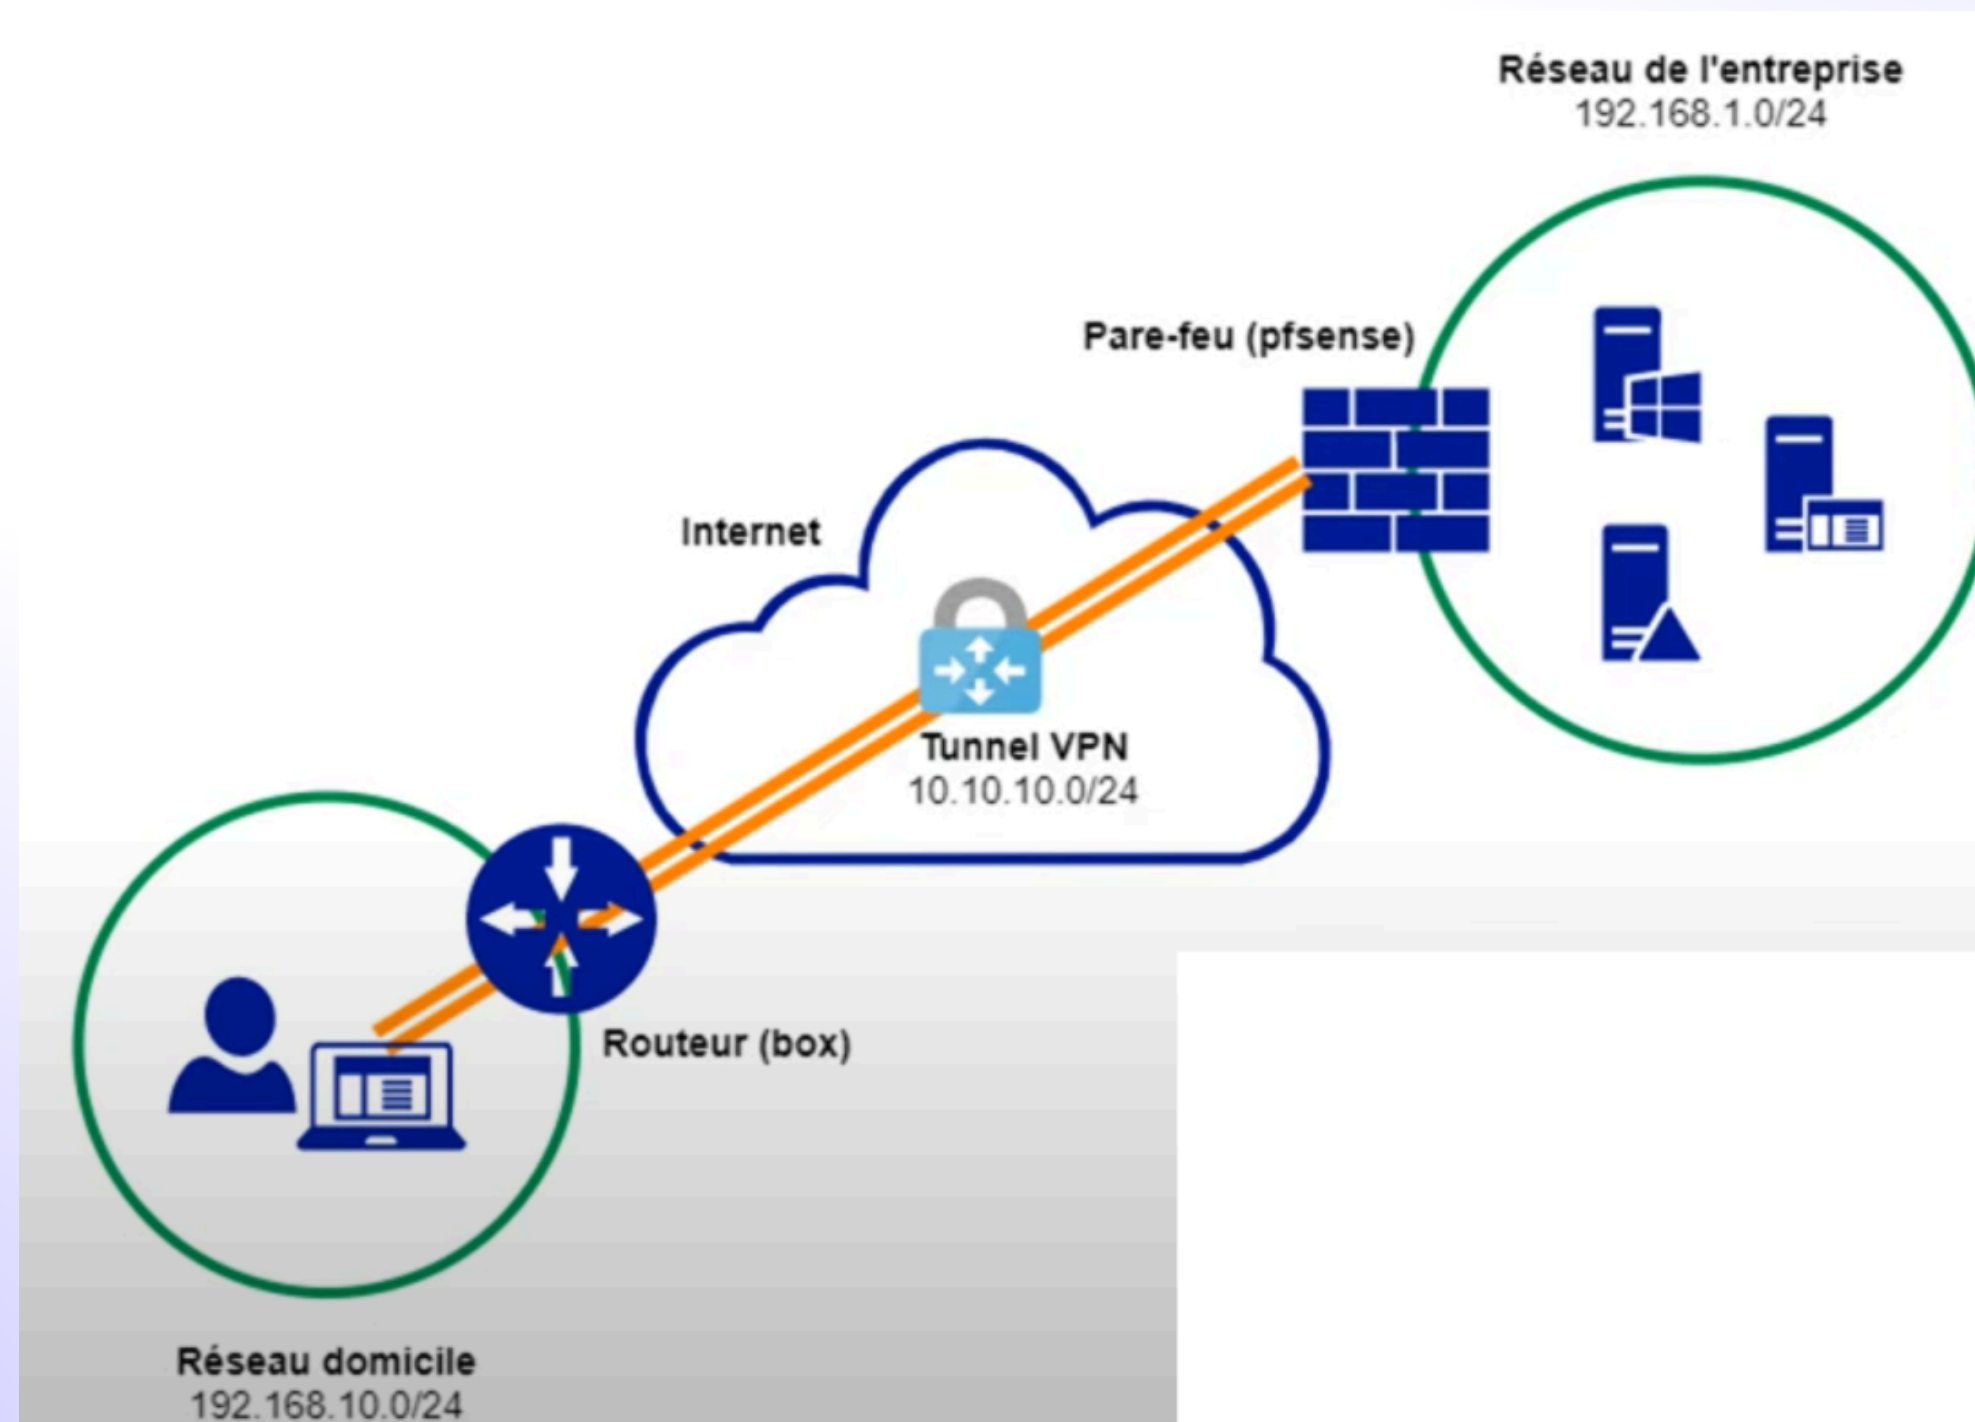 Réseau de l'entreprise
192.168.1.0/24
Pare-feu (pfsense)
Internet
Tunnel VPN
10.10.10.0/24
Routeur (box)
Réseau domicile
192.168.10.0/24